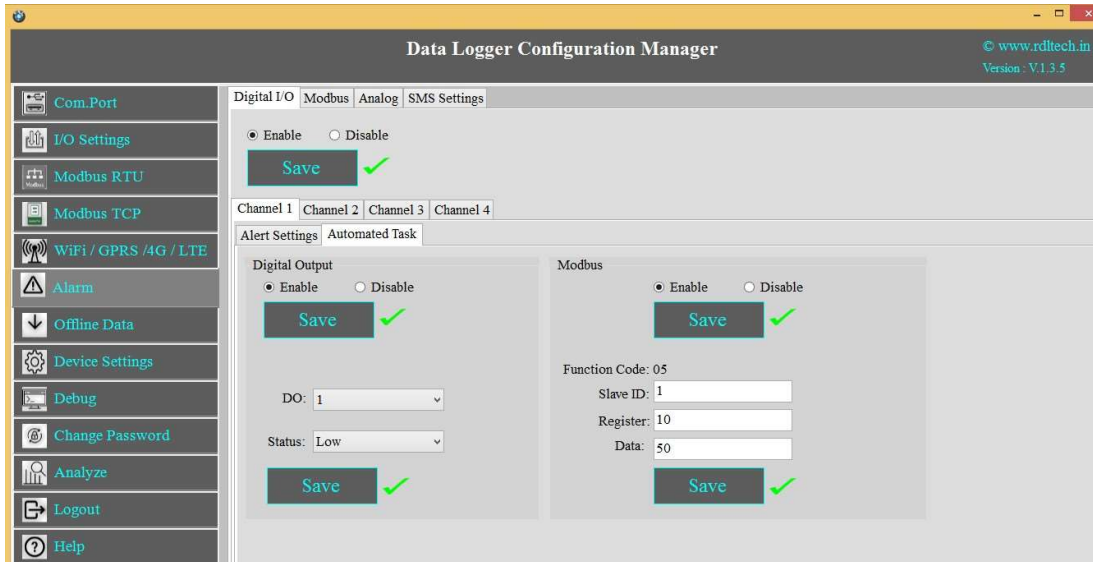 Data Logger Configuration Manager
© www.rdltech.in
Version : V.1.3.5
Com.Port
I/O Settings
Modbus RTU
Modbus TCP
WiFi / GPRS /4G / LTE
Alarm
Offline Data
Device Settings
Debug
Change Password
Analyze
Logout
Help
Digital I/O Modbus Analog SMS Settings
Enable Disable
Save
Channel 1 Channel 2 Channel 3 Channel 4
Alert Settings Automated Task
Digital Output
Enable Disable
Save
DO: 1
Status: Low
Save
Modbus
Enable Disable
Save
Function Code: 05
Slave ID: 1
Register: 10
Data: 50
Save